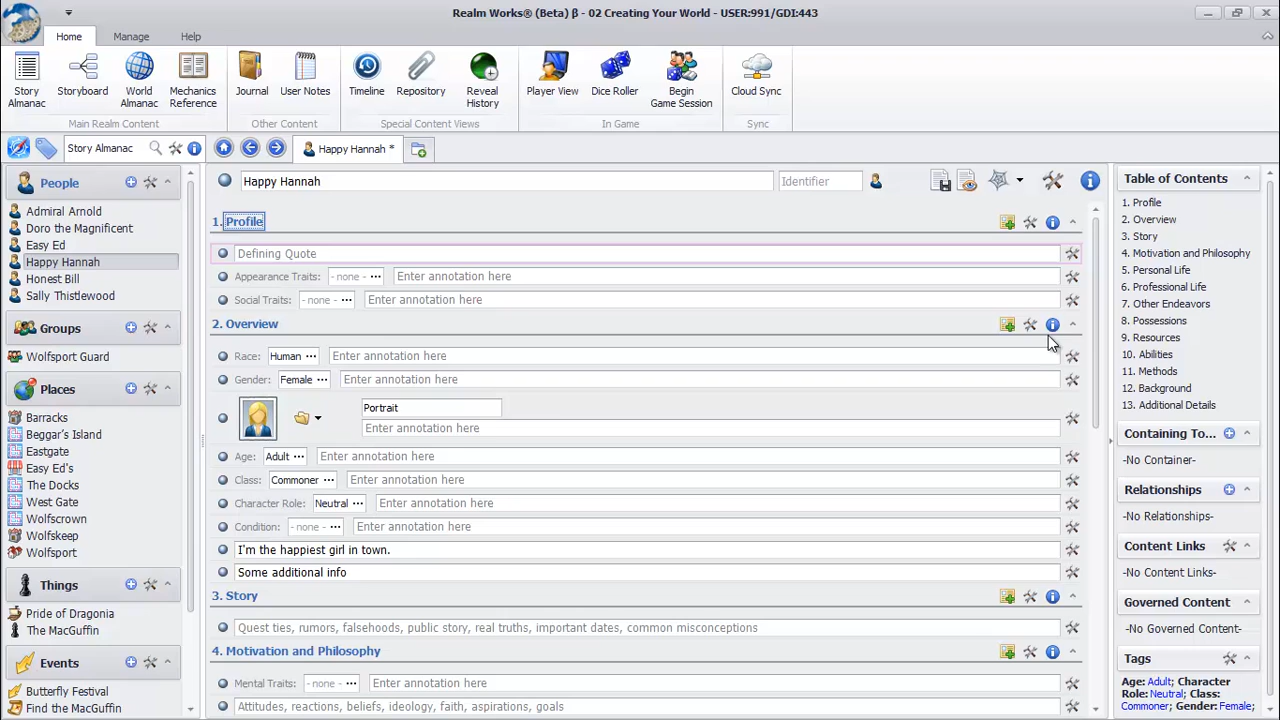 Realm Works® (Beta) β - 02 Creating Your World - USER:991/GDI:443
Home Manage Help
Story Almanac
Storyboard
World Almanac
Mechanics Reference
Journal
User Notes
Timeline
Repository
Reveal History
Player View
Dice Roller
Begin Game Session
Cloud Sync
Main Realm Content
Other Content
Special Content Views
In Game
Sync
Story Almanac
Happy Hannah *
People
Admiral Arnold
Doro the Magnificent
Easy Ed
Happy Hannah
Honest Bill
Sally Thistlewood
Groups
Wolfsport Guard
Places
Barracks
Beggar's Island
Eastgate
Easy Ed's
The Docks
West Gate
Wolfscrown
Wolfskeep
Wolfsport
Things
Pride of Dragonia
The MacGuffin
Events
Butterfly Festival
Find the MacGuffin
Happy Hannah Identifier
1. Profile
Defining Quote
Appearance Traits: - none - ••• Enter annotation here
Social Traits: - none - ••• Enter annotation here
2. Overview
Race: Human ••• Enter annotation here
Gender: Female ••• Enter annotation here
Portrait
Enter annotation here
Age: Adult ••• Enter annotation here
Class: Commoner ••• Enter annotation here
Character Role: Neutral ••• Enter annotation here
Condition: - none - ••• Enter annotation here
I'm the happiest girl in town.
Some additional info
3. Story
Quest ties, rumors, falsehoods, public story, real truths, important dates, common misconceptions
4. Motivation and Philosophy
Mental Traits: - none - ••• Enter annotation here
Attitudes, reactions, beliefs, ideology, faith, aspirations, goals
Table of Contents
1. Profile
2. Overview
3. Story
4. Motivation and Philosophy
5. Personal Life
6. Professional Life
7. Other Endeavors
8. Possessions
9. Resources
10. Abilities
11. Methods
12. Background
13. Additional Details
Containing To...
-No Container-
Relationships
-No Relationships-
Content Links
-No Content Links-
Governed Content
-No Governed Content-
Tags
Age: Adult; Character
Role: Neutral; Class:
Commoner; Gender: Female;